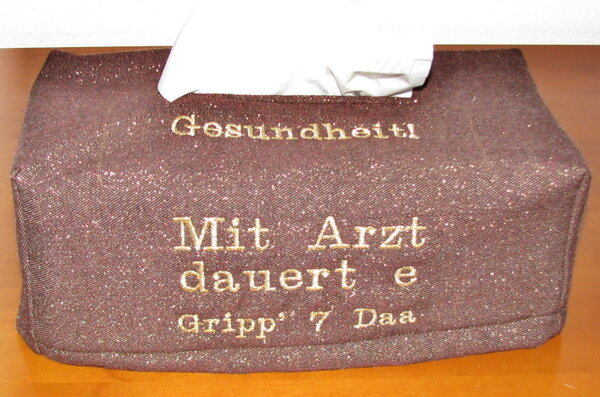 Gesundheit!
Mit Arzt
dauert e
Gripp' 7 Daa